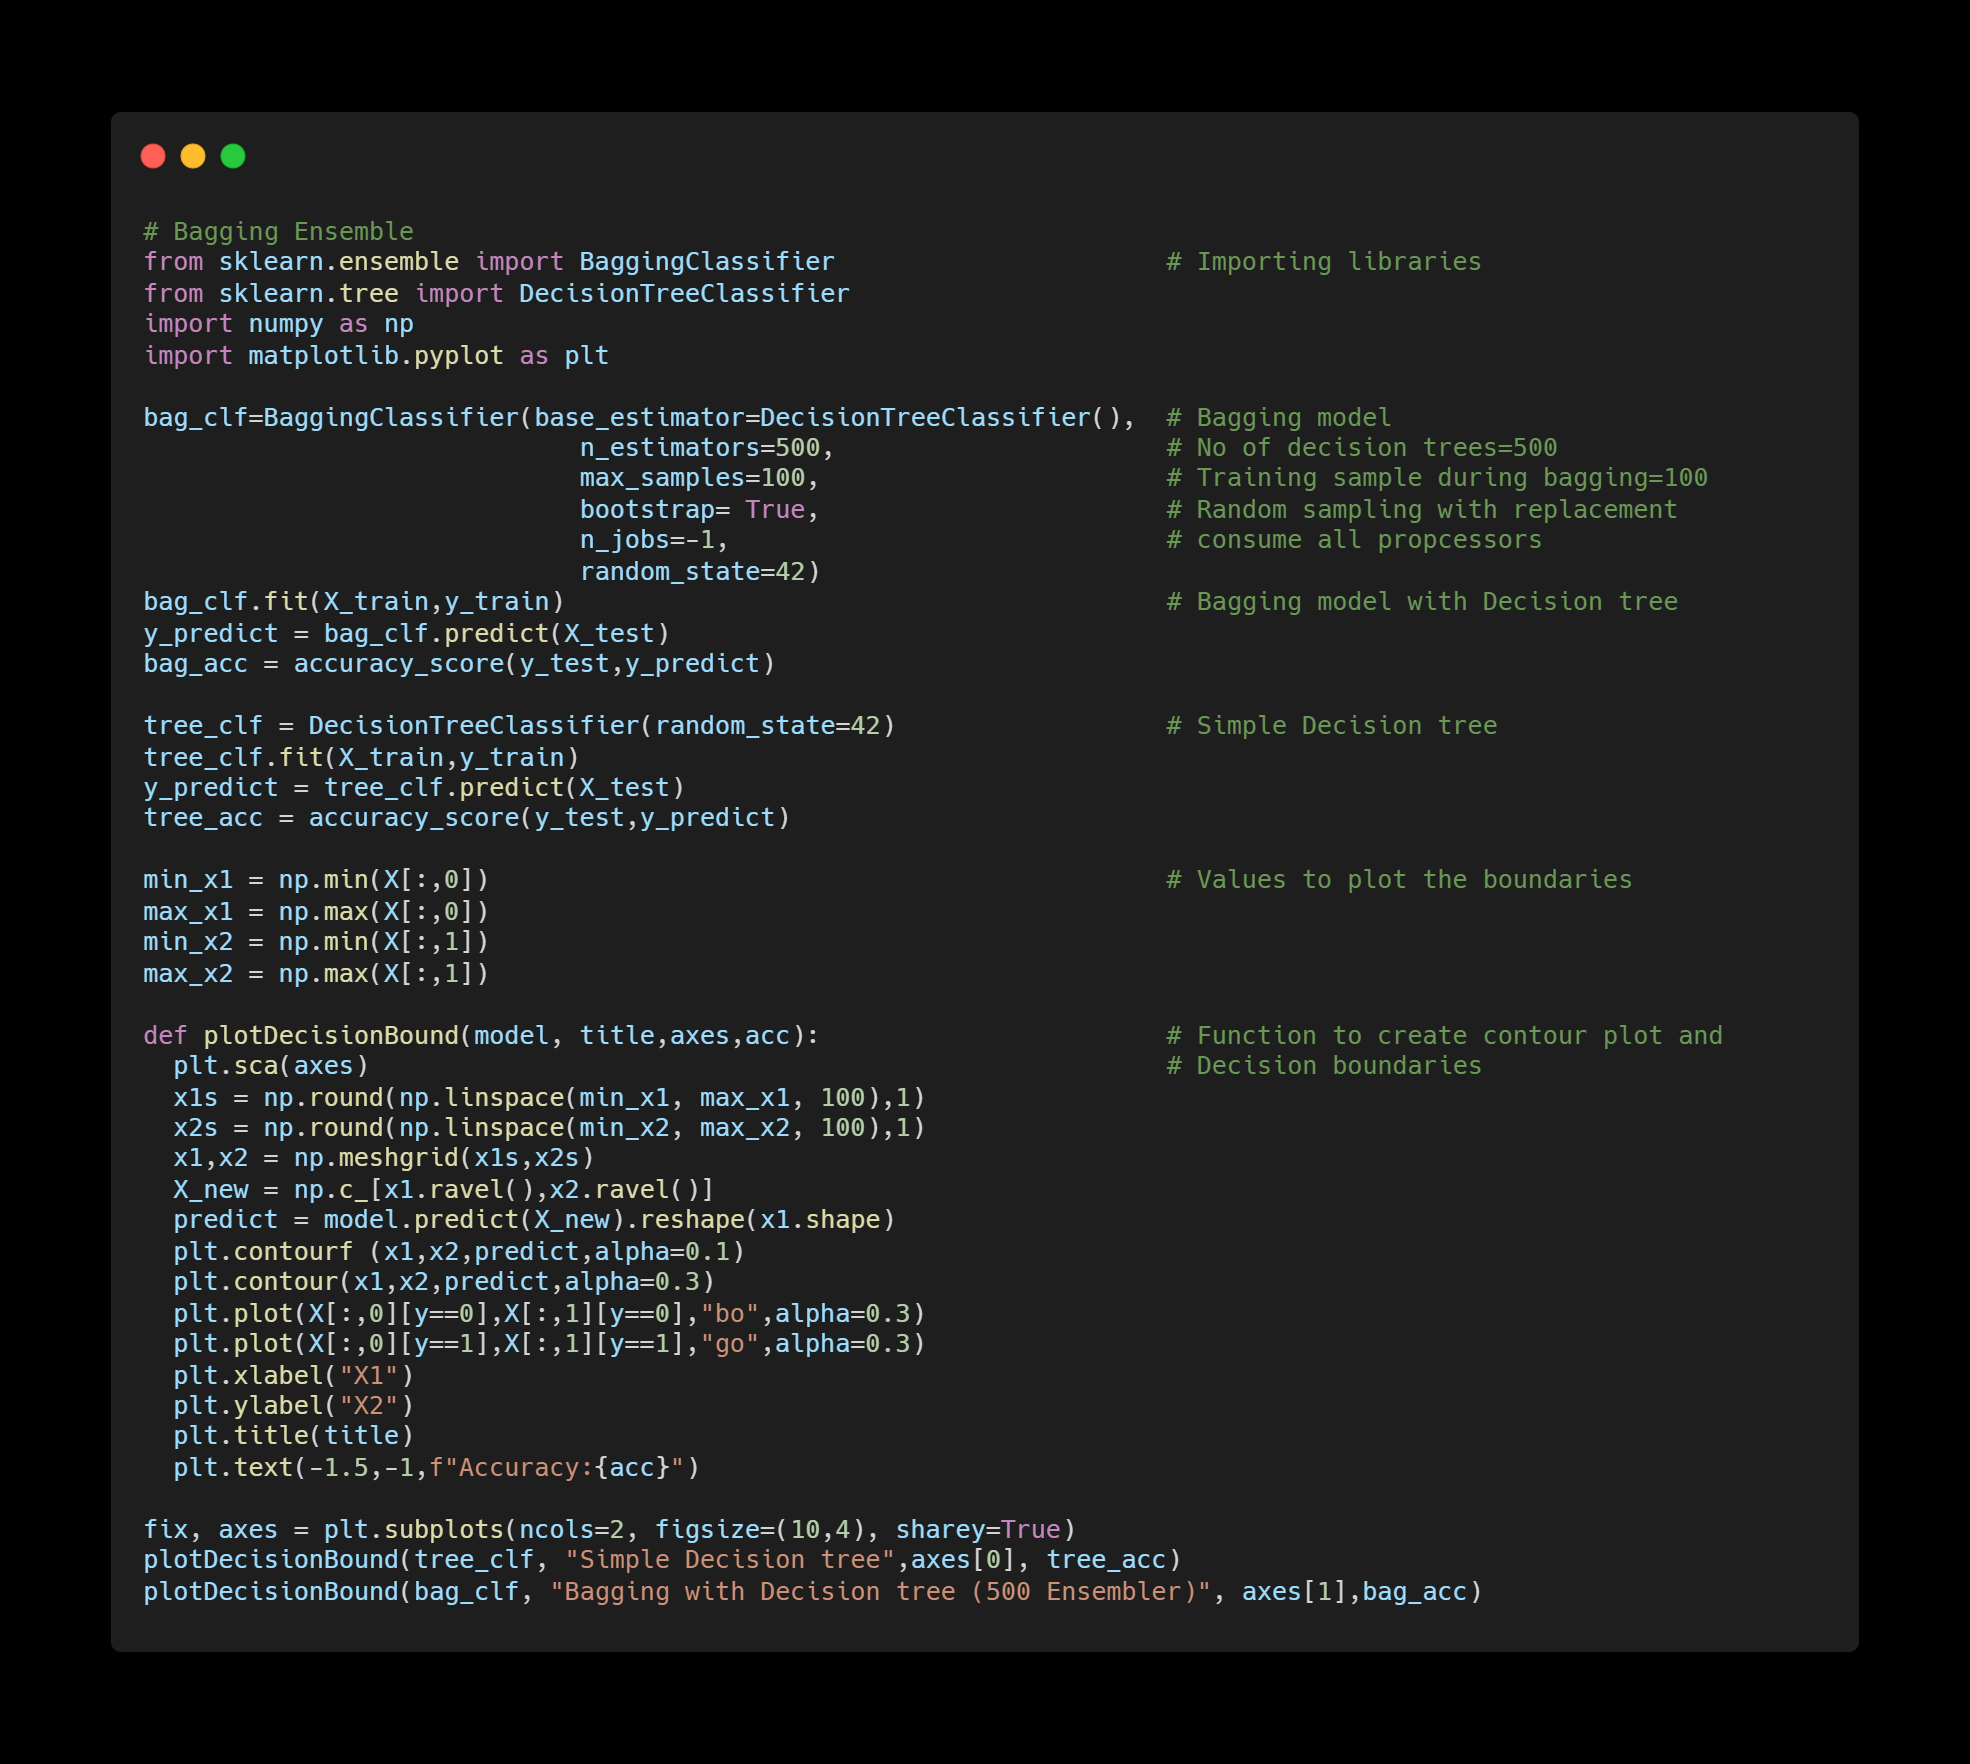 # Bagging Ensemble
from sklearn.ensemble import BaggingClassifier                      # Importing libraries
from sklearn.tree import DecisionTreeClassifier
import numpy as np
import matplotlib.pyplot as plt

bag_clf=BaggingClassifier(base_estimator=DecisionTreeClassifier(),  # Bagging model
                             n_estimators=500,                      # No of decision trees=500
                             max_samples=100,                       # Training sample during bagging=100
                             bootstrap= True,                       # Random sampling with replacement
                             n_jobs=-1,                             # consume all propcessors
                             random_state=42)
bag_clf.fit(X_train,y_train)                                        # Bagging model with Decision tree
y_predict = bag_clf.predict(X_test)
bag_acc = accuracy_score(y_test,y_predict)

tree_clf = DecisionTreeClassifier(random_state=42)                  # Simple Decision tree
tree_clf.fit(X_train,y_train)
y_predict = tree_clf.predict(X_test)
tree_acc = accuracy_score(y_test,y_predict)

min_x1 = np.min(X[:,0])                                             # Values to plot the boundaries
max_x1 = np.max(X[:,0])
min_x2 = np.min(X[:,1])
max_x2 = np.max(X[:,1])

def plotDecisionBound(model, title,axes,acc):                       # Function to create contour plot and
  plt.sca(axes)                                                     # Decision boundaries
  x1s = np.round(np.linspace(min_x1, max_x1, 100),1)
  x2s = np.round(np.linspace(min_x2, max_x2, 100),1)
  x1,x2 = np.meshgrid(x1s,x2s)
  X_new = np.c_[x1.ravel(),x2.ravel()]
  predict = model.predict(X_new).reshape(x1.shape)
  plt.contourf (x1,x2,predict,alpha=0.1)
  plt.contour(x1,x2,predict,alpha=0.3)
  plt.plot(X[:,0][y==0],X[:,1][y==0],"bo",alpha=0.3)
  plt.plot(X[:,0][y==1],X[:,1][y==1],"go",alpha=0.3)
  plt.xlabel("X1")
  plt.ylabel("X2")
  plt.title(title)
  plt.text(-1.5,-1,f"Accuracy:{acc}")

fix, axes = plt.subplots(ncols=2, figsize=(10,4), sharey=True)
plotDecisionBound(tree_clf, "Simple Decision tree",axes[0], tree_acc)
plotDecisionBound(bag_clf, "Bagging with Decision tree (500 Ensembler)", axes[1],bag_acc)